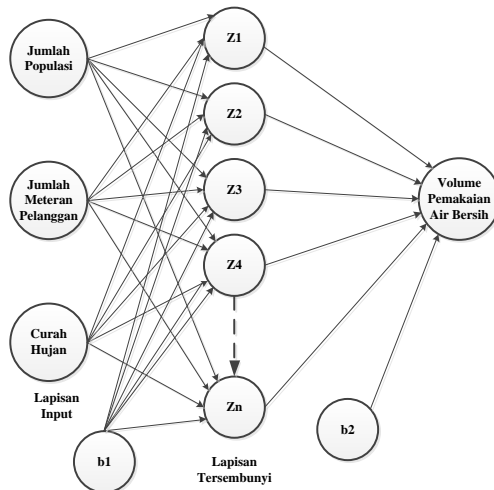 Jumlah
Populasi
Jumlah
Meteran
Pelanggan
Curah
Hujan
Lapisan
Input
b1
Z1
Z2
Z3
Z4
Zn
Lapisan
Tersembunyi
Volume
Pemakaian
Air Bersih
b2